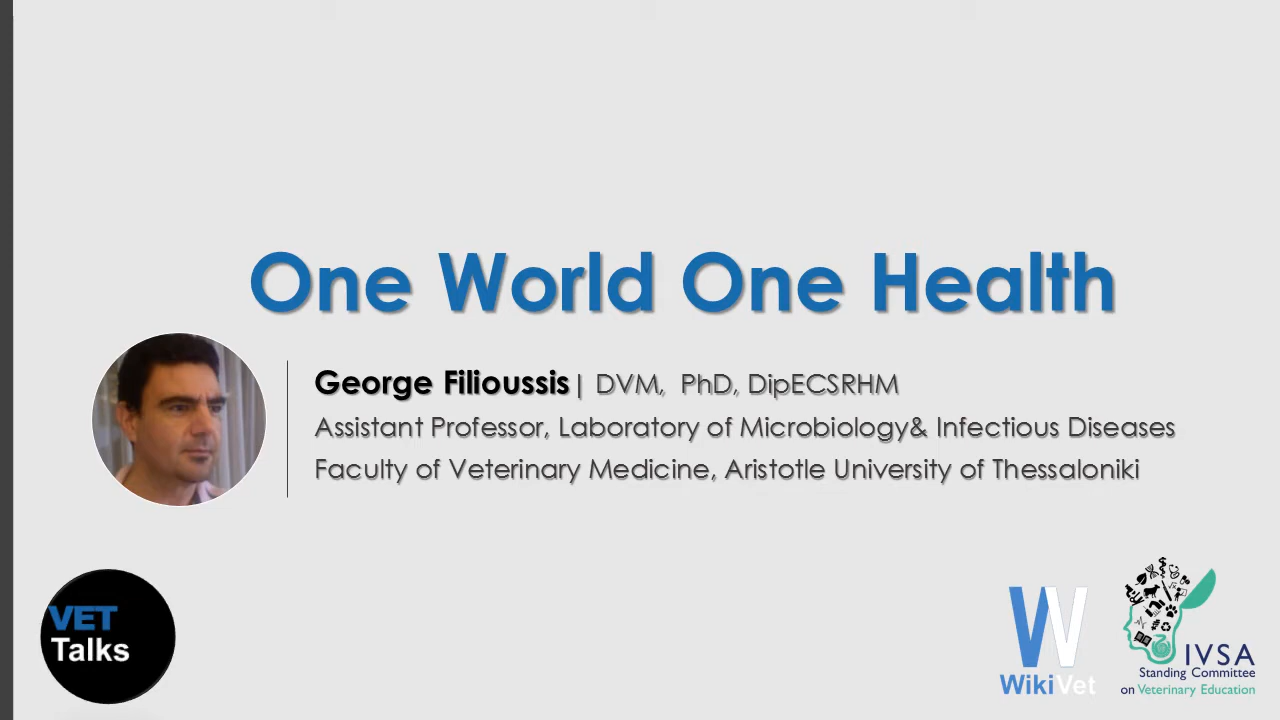 One World One Health
George Filioussis| DVM, PhD, DipECSRHM
Assistant Professor, Laboratory of Microbiology& Infectious Diseases
Faculty of Veterinary Medicine, Aristotle University of Thessaloniki
VET
Talks
W
WikiVet
IVSA
Standing Committee
on Veterinary Education